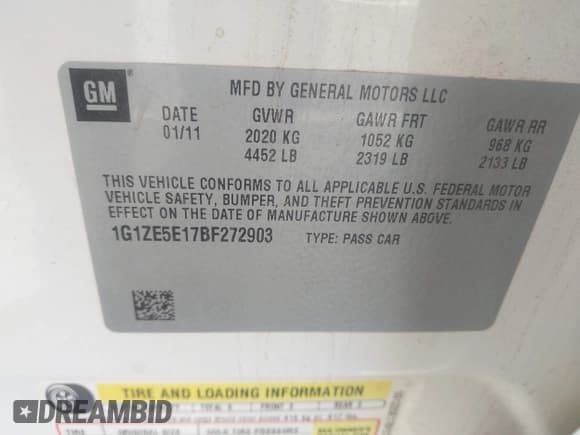 GM
MFD BY GENERAL MOTORS LLC
DATE GVWR GAWR FRT GAWR RR
01/11 2020 KG 1052 KG 968 KG
4452 LB 2319 LB 2133 LB
THIS VEHICLE CONFORMS TO ALL APPLICABLE U.S. FEDERAL MOTOR
VEHICLE SAFETY, BUMPER, AND THEFT PREVENTION STANDARDS IN
EFFECT ON THE DATE OF MANUFACTURE SHOWN ABOVE.
1G1ZE5E17BF272903 TYPE: PASS CAR
TIRE AND LOADING INFORMATION
DREAMBID
DREAMBID